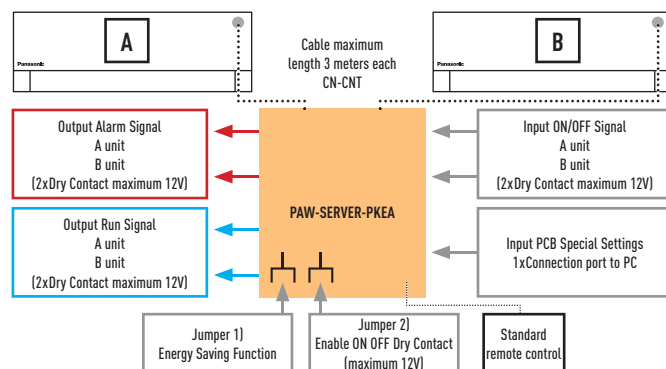 A
B
Panasonic
Panasonic
Cable maximum
length 3 meters each
CN-CNT
Output Alarm Signal
A unit
B unit
(2xDry Contact maximum 12V)
Input ON/OFF Signal
A unit
B unit
(2xDry Contact maximum 12V)
PAW-SERVER-PKEA
Output Run Signal
A unit
B unit
(2xDry Contact maximum 12V)
Input PCB Special Settings
1xConnection port to PC
Jumper 1)
Energy Saving Function
Jumper 2)
Enable ON OFF Dry Contact
(maximum 12V)
Standard
remote control